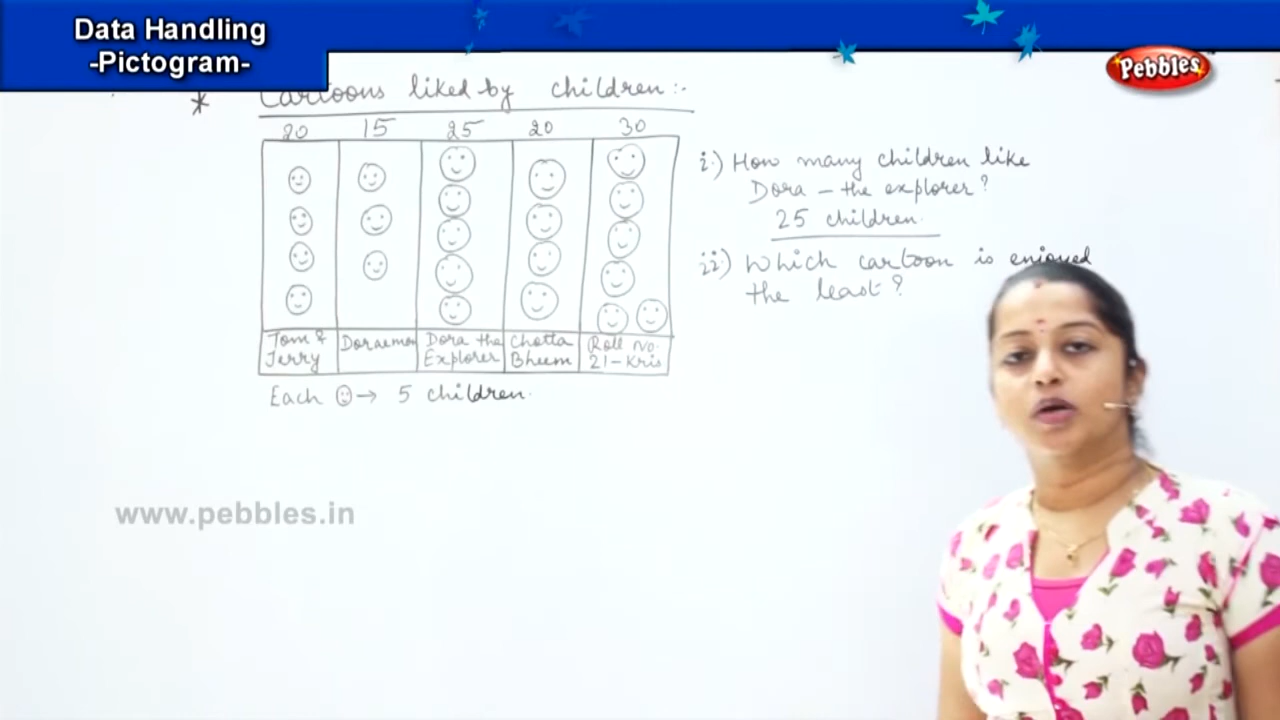 Data Handling
-Pictogram-
Pebbles
* Cartoons liked by children :-
20 15 25 20 30
Tom & Jerry
Doraemon
Dora the Explorer
Chotta Bheem
Roll No. 21-Kris
Each → 5 children.
i.) How many children like
Dora - the explorer?
25 children.
ii.) Which cartoon is enjoyed
the least?
www.pebbles.in